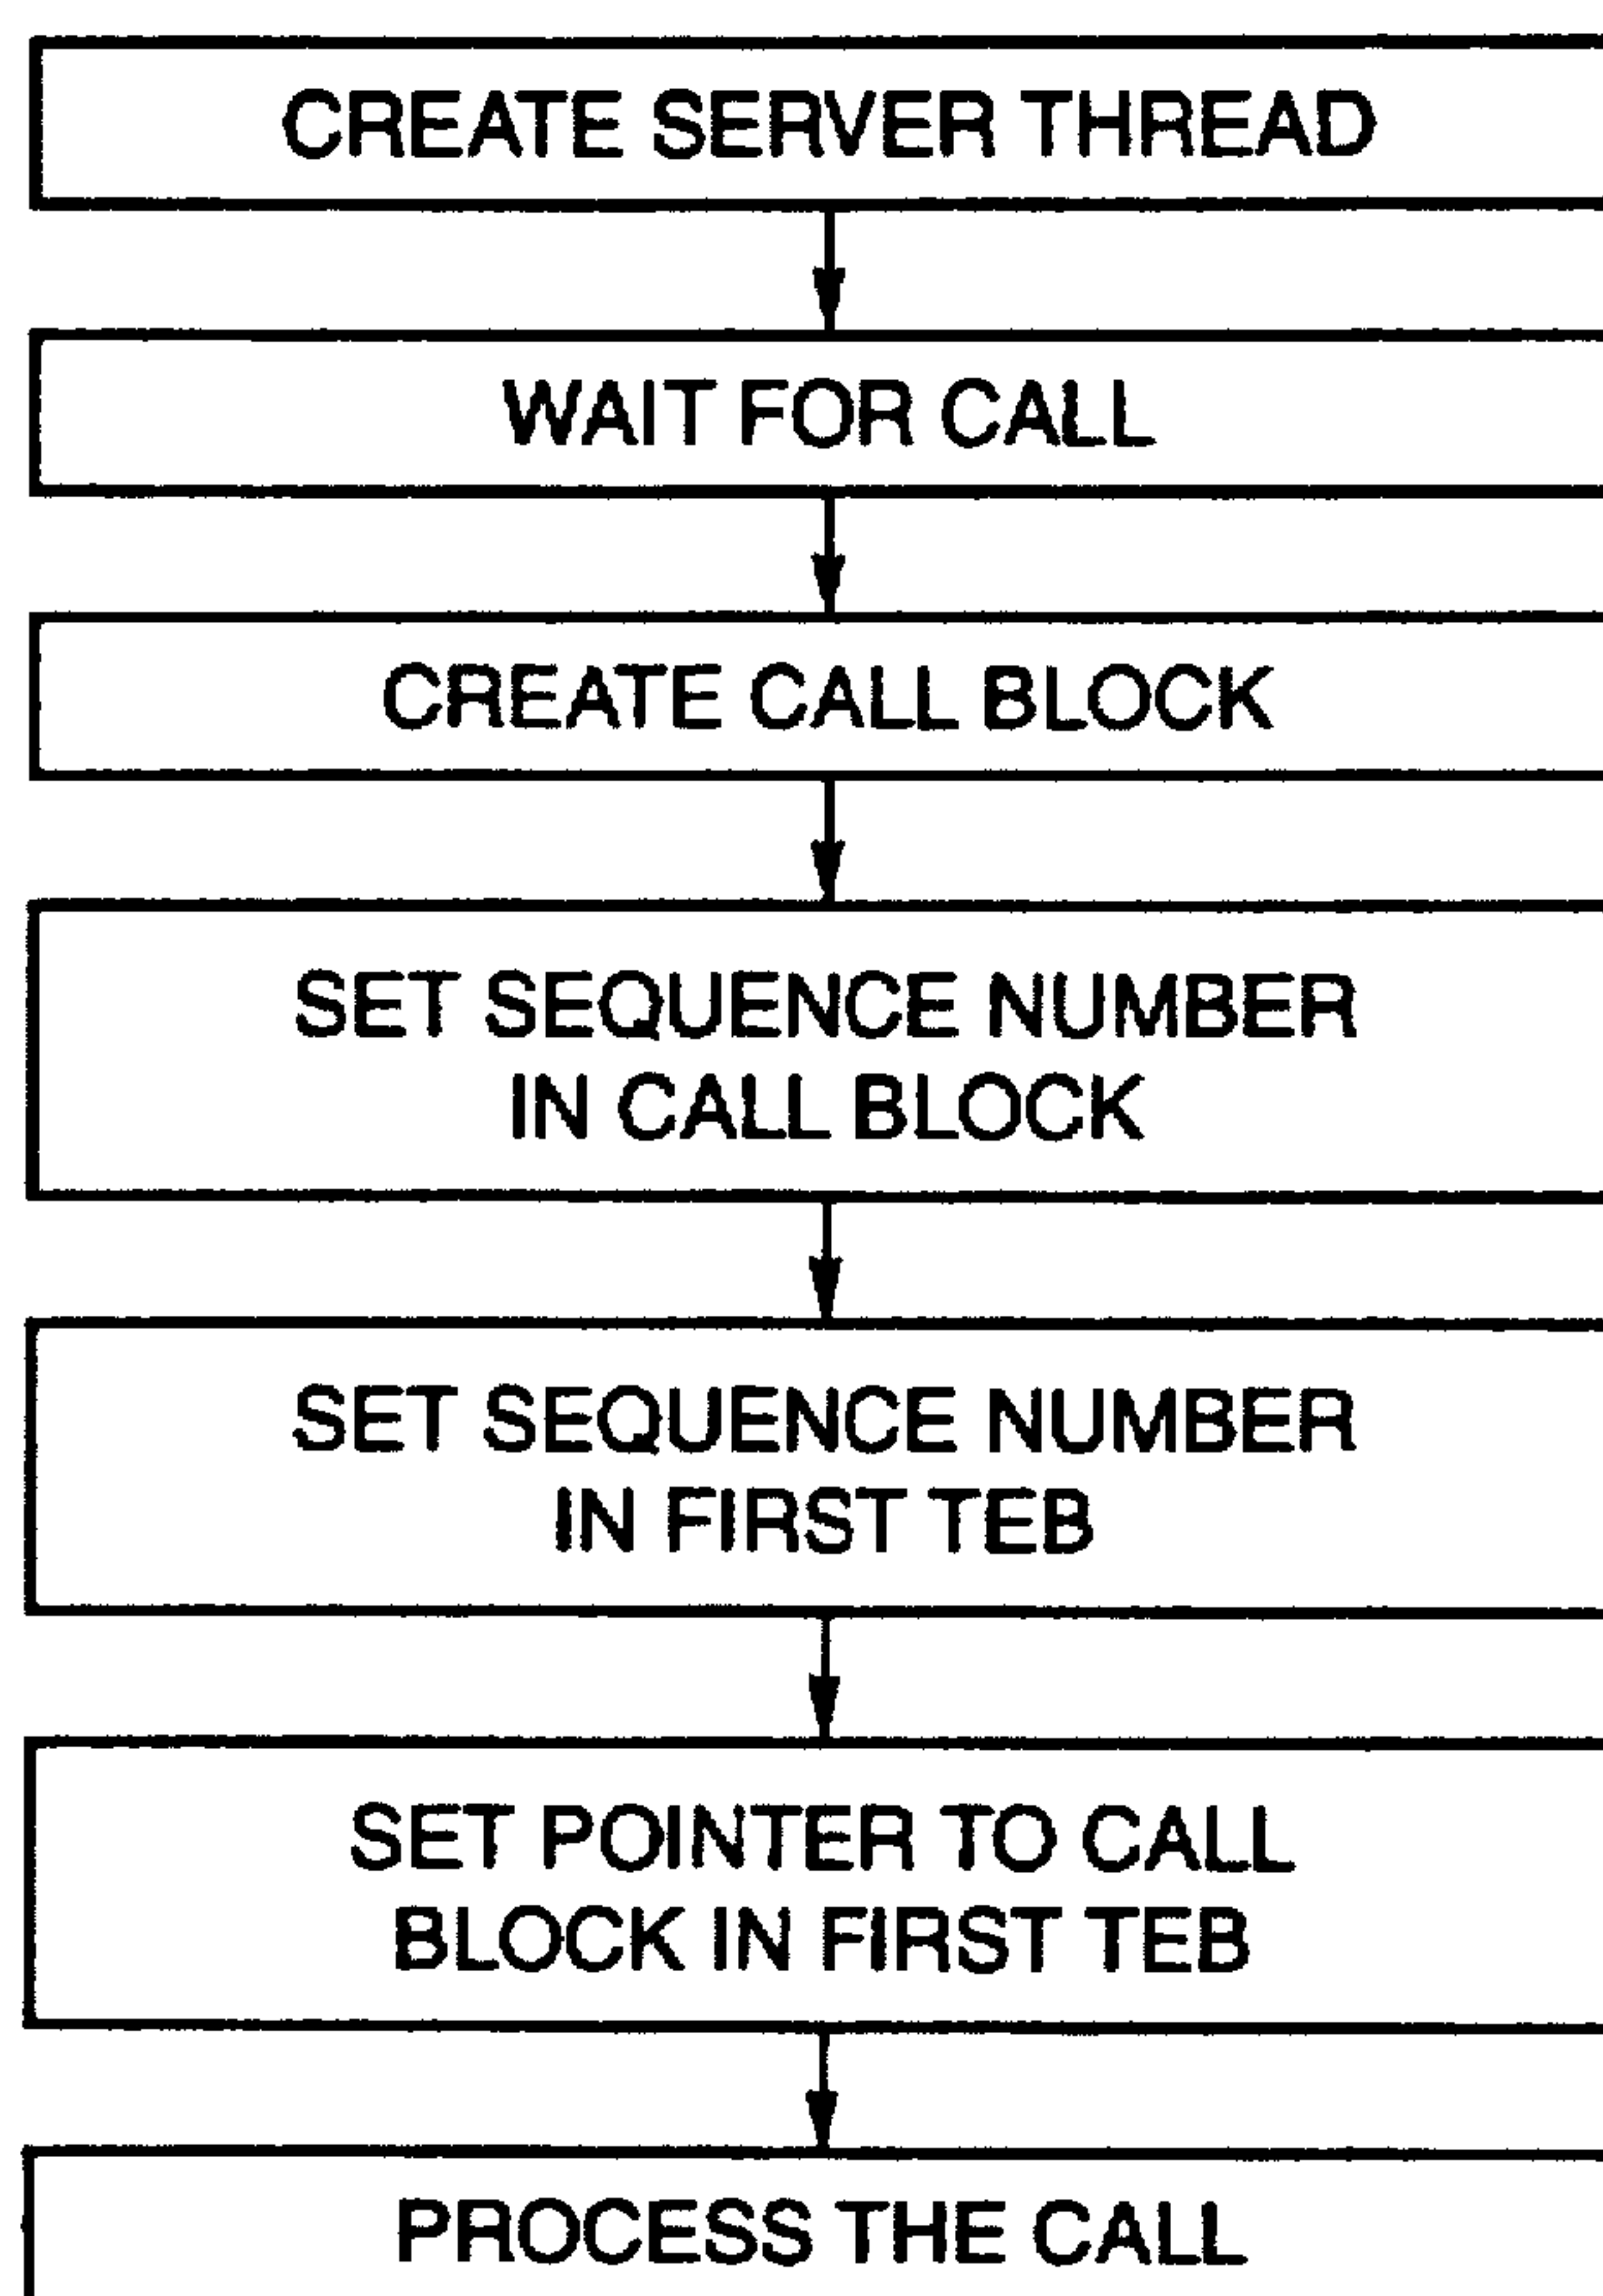 CREATE SERVER THREAD
WAIT FOR CALL
CREATE CALL BLOCK
SET SEQUENCE NUMBER
IN CALL BLOCK
SET SEQUENCE NUMBER
IN FIRST TEB
SET POINTER TO CALL
BLOCK IN FIRST TEB
PROCESS THE CALL